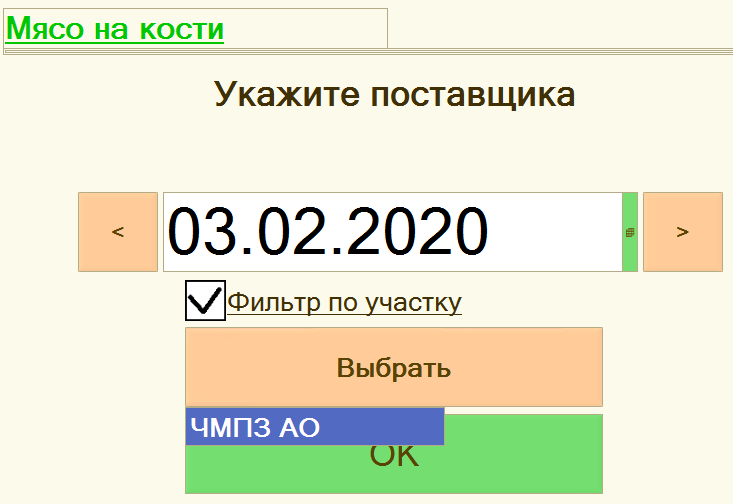 Мясо на кости
Укажите поставщика
< 03.02.2020 >
Фильтр по участку
Выбрать
ЧМПЗ АО
ОК